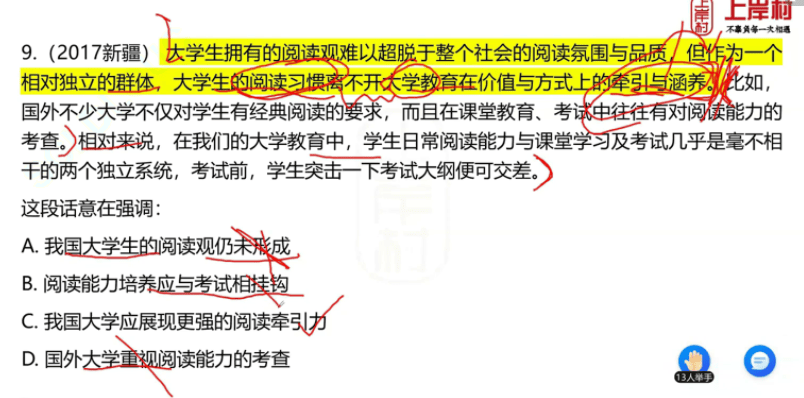 上岸村
上岸村
不辜负每一次相遇
9.（2017新疆）大学生拥有的阅读观难以超脱于整个社会的阅读氛围与品质，但作为一个
相对独立的群体，大学生的阅读习惯离不开大学教育在价值与方式上的牵引与涵养。比如，
国外不少大学不仅对学生有经典阅读的要求，而且在课堂教育、考试中往往有对阅读能力的
考查。相对来说，在我们的大学教育中，学生日常阅读能力与课堂学习及考试几乎是毫不相
干的两个独立系统，考试前，学生突击一下考试大纲便可交差。
这段话意在强调：
A. 我国大学生的阅读观仍未形成
B. 阅读能力培养应与考试相挂钩
C. 我国大学应展现更强的阅读牵引力
D. 国外大学重视阅读能力的考查
上岸村
13人举手